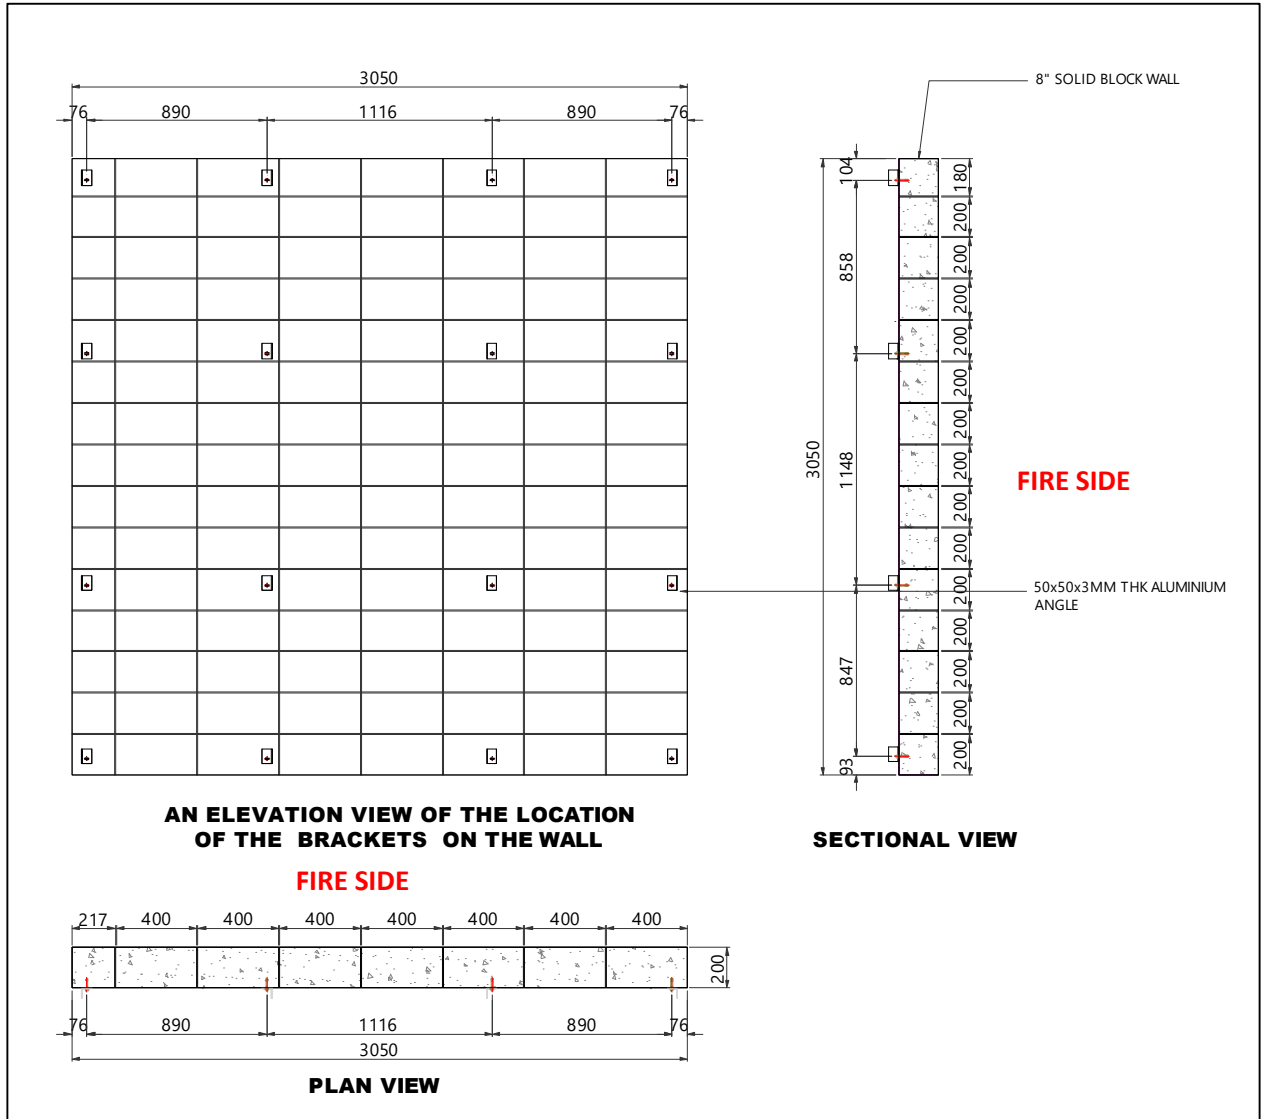 3050
76 890 1116 890 76
8" SOLID BLOCK WALL
104
858
1148
847
93
3050
180
200
200
200
200
200
200
200
200
200
200
200
200
200
200
FIRE SIDE
50x50x3MM THK ALUMINIUM
ANGLE
AN ELEVATION VIEW OF THE LOCATION
OF THE BRACKETS ON THE WALL
SECTIONAL VIEW
FIRE SIDE
217 400 400 400 400 400 400 400
200
76 890 1116 890 76
3050
PLAN VIEW